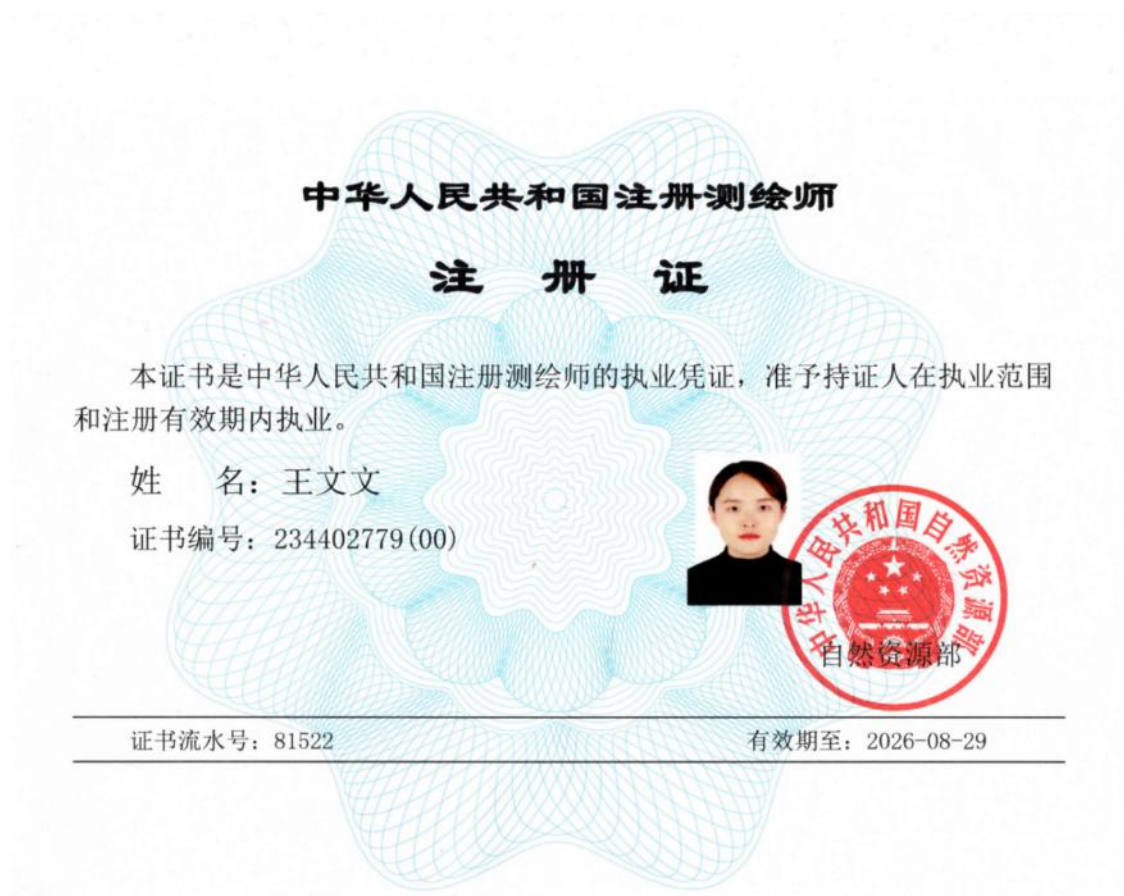 中华人民共和国注册测绘师
注 册 证
本证书是中华人民共和国注册测绘师的执业凭证，准予持证人在执业范围
和注册有效期内执业。
姓 名：王文文
证书编号：234402779(00)
中华人民共和国自然资源部
自然资源部
证书流水号：81522
有效期至：2026-08-29